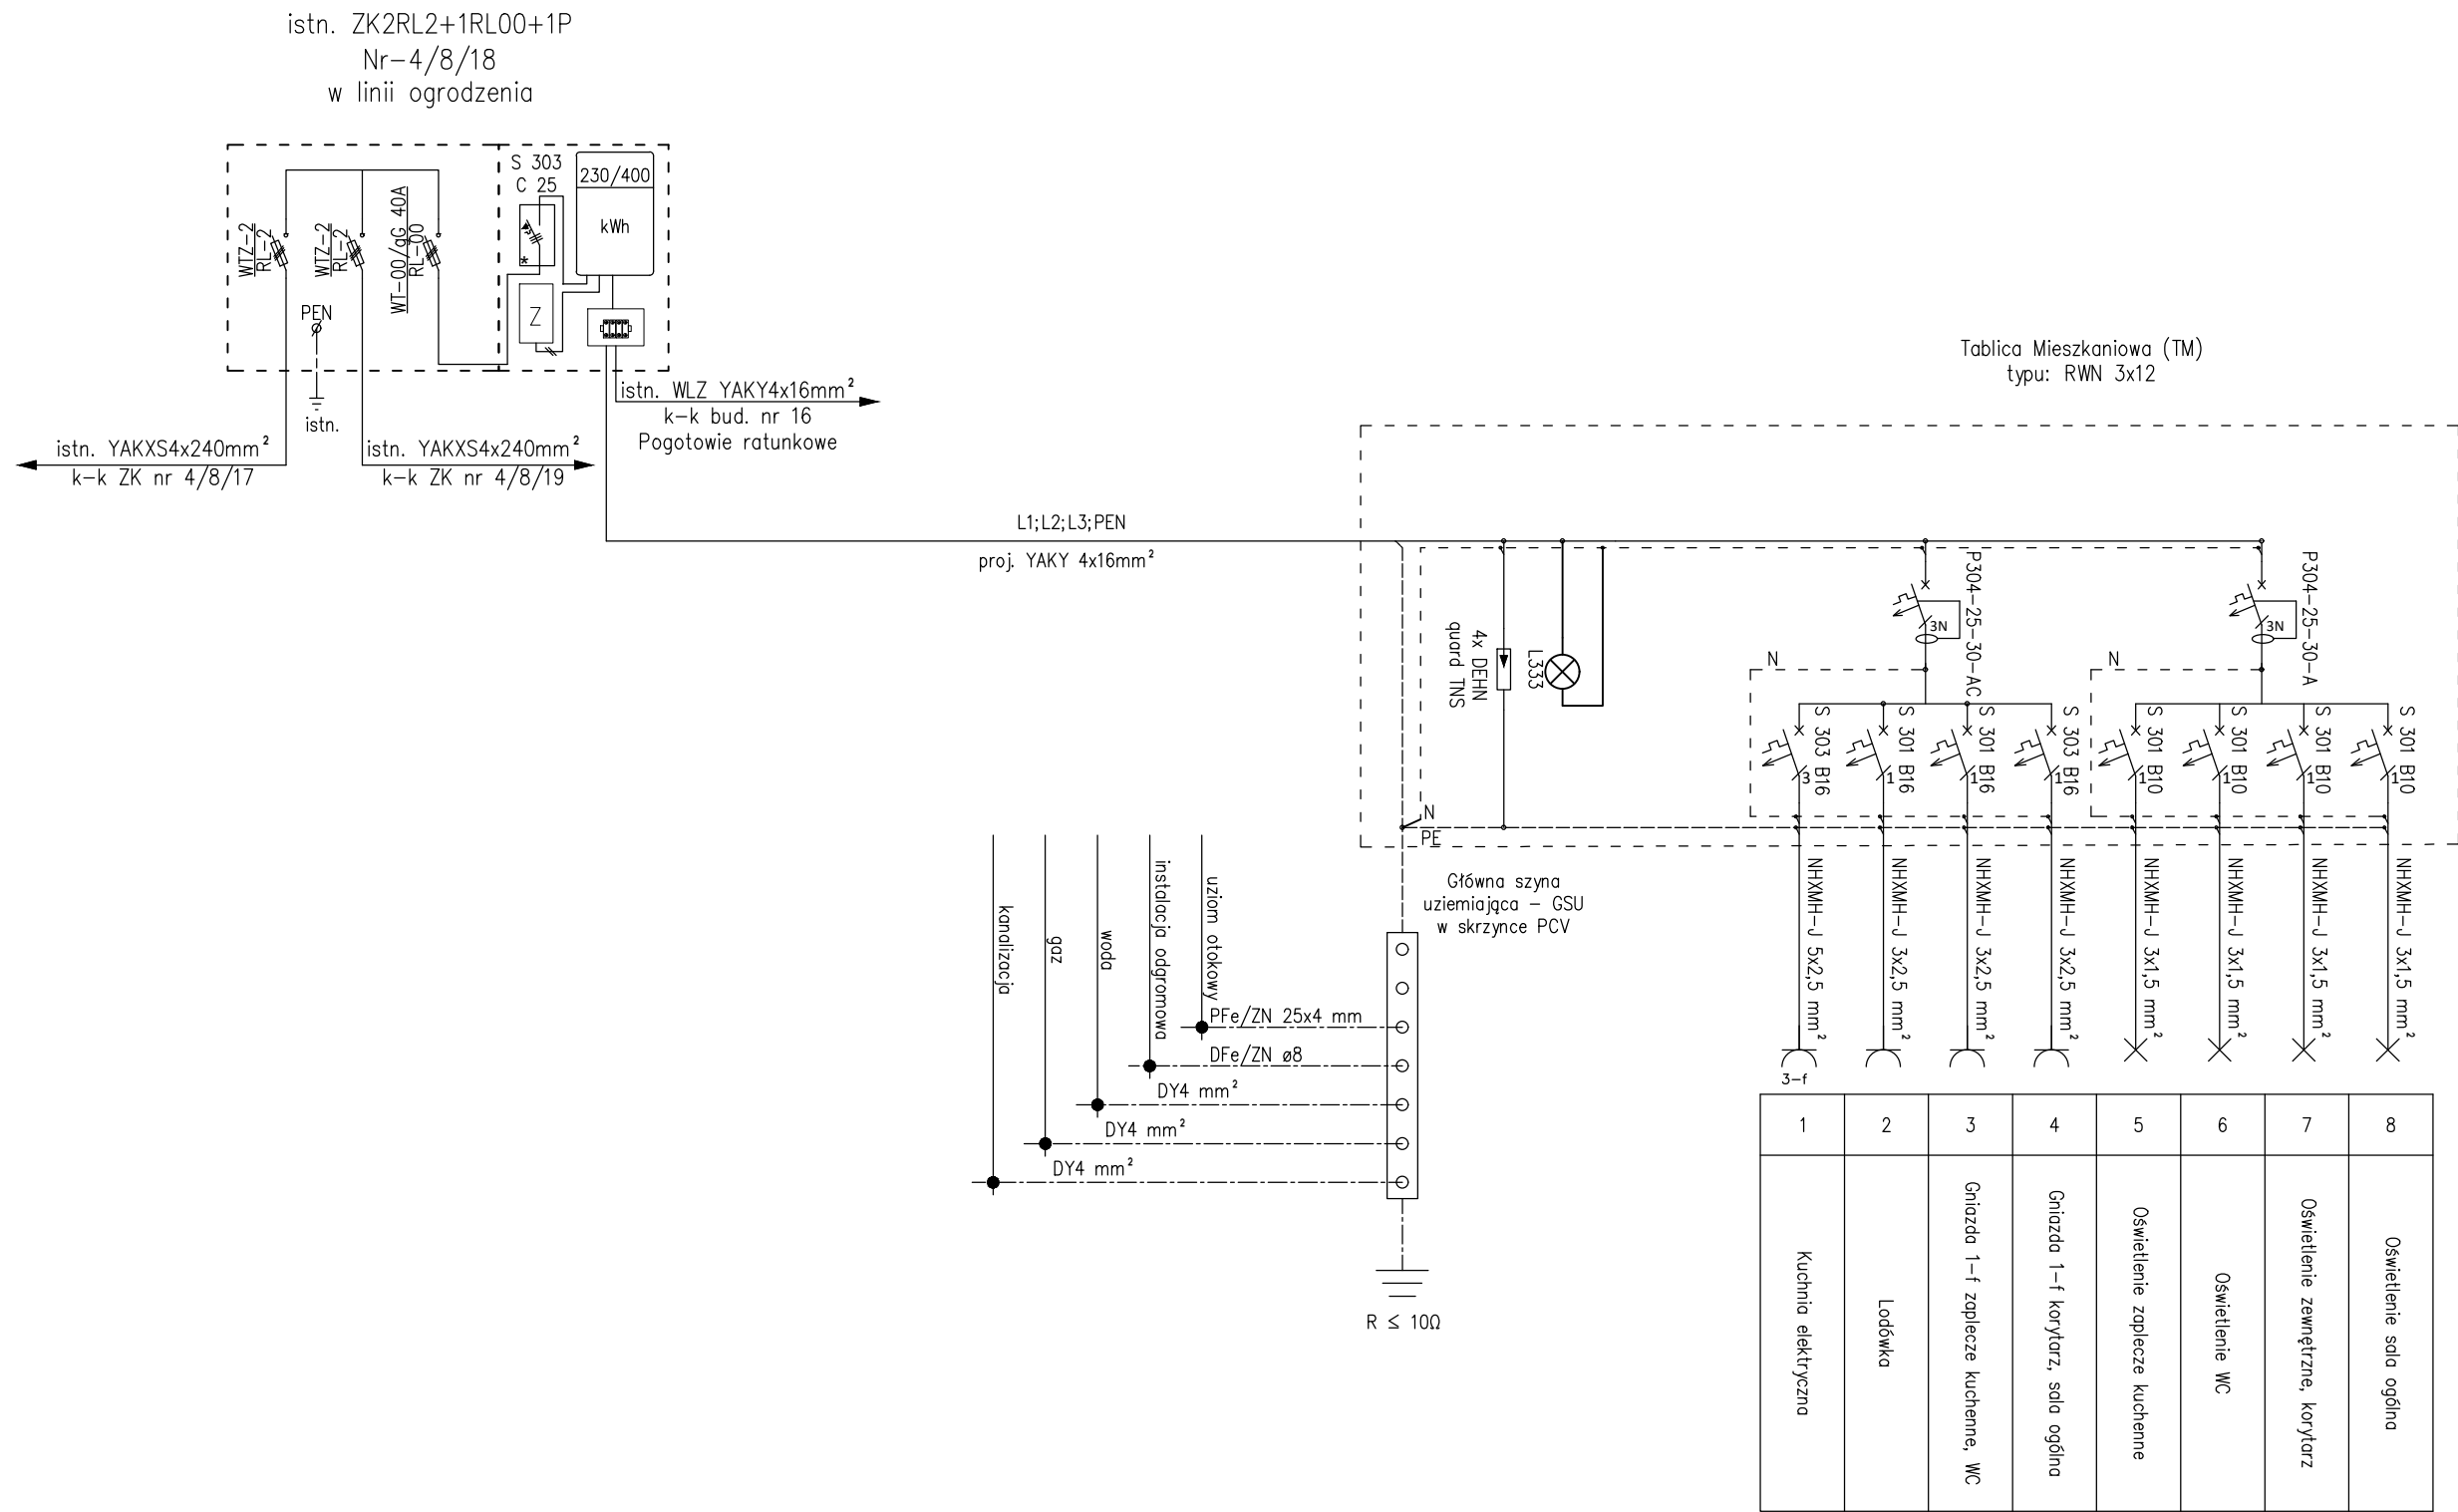 istn. ZK2RL2+1RL00+1P
Nr-4/8/18
w linii ogrodzenia
S 303
C 25
230/400
kWh
*
Z
WTZ-2
RL-2
WTZ-2
RL-2
WT-00/gG 40A
RL-00
PEN
istn.
istn. WLZ YAKY4x16mm²
k-k bud. nr 16
Pogotowie ratunkowe
istn. YAKXS4x240mm²
k-k ZK nr 4/8/17
istn. YAKXS4x240mm²
k-k ZK nr 4/8/19
L1;L2;L3;PEN
proj. YAKY 4x16mm²
Tablica Mieszkaniowa (TM)
typu: RWN 3x12
4x DEHN
quard TNS
L333
P304-25-30-AC
3N
P304-25-30-A
3N
N
N
S 303 B16
3
S 301 B16
1
S 301 B16
1
S 303 B16
1
S 301 B10
1
S 301 B10
1
S 301 B10
1
S 301 B10
1
N
PE
NHXMH-J 5x2,5 mm²
NHXMH-J 3x2,5 mm²
NHXMH-J 3x2,5 mm²
NHXMH-J 3x2,5 mm²
NHXMH-J 3x1,5 mm²
NHXMH-J 3x1,5 mm²
NHXMH-J 3x1,5 mm²
NHXMH-J 3x1,5 mm²
3-f
Główna szyna
uziemiająca - GSU
w skrzynce PCV
kanalizacja
gaz
woda
instalacja odgromowa
uziom otokowy
PFe/ZN 25x4 mm
DFe/ZN ø8
DY4 mm²
DY4 mm²
DY4 mm²
R ≤ 10Ω
1
2
3
4
5
6
7
8
Kuchnia elektryczna
Lodówka
Gniazda 1-f zaplecze kuchenne, WC
Gniazda 1-f korytarz, sala ogólna
Oświetlenie zaplecze kuchenne
Oświetlenie WC
Oświetlenie zewnętrzne, korytarz
Oświetlenie sala ogólna